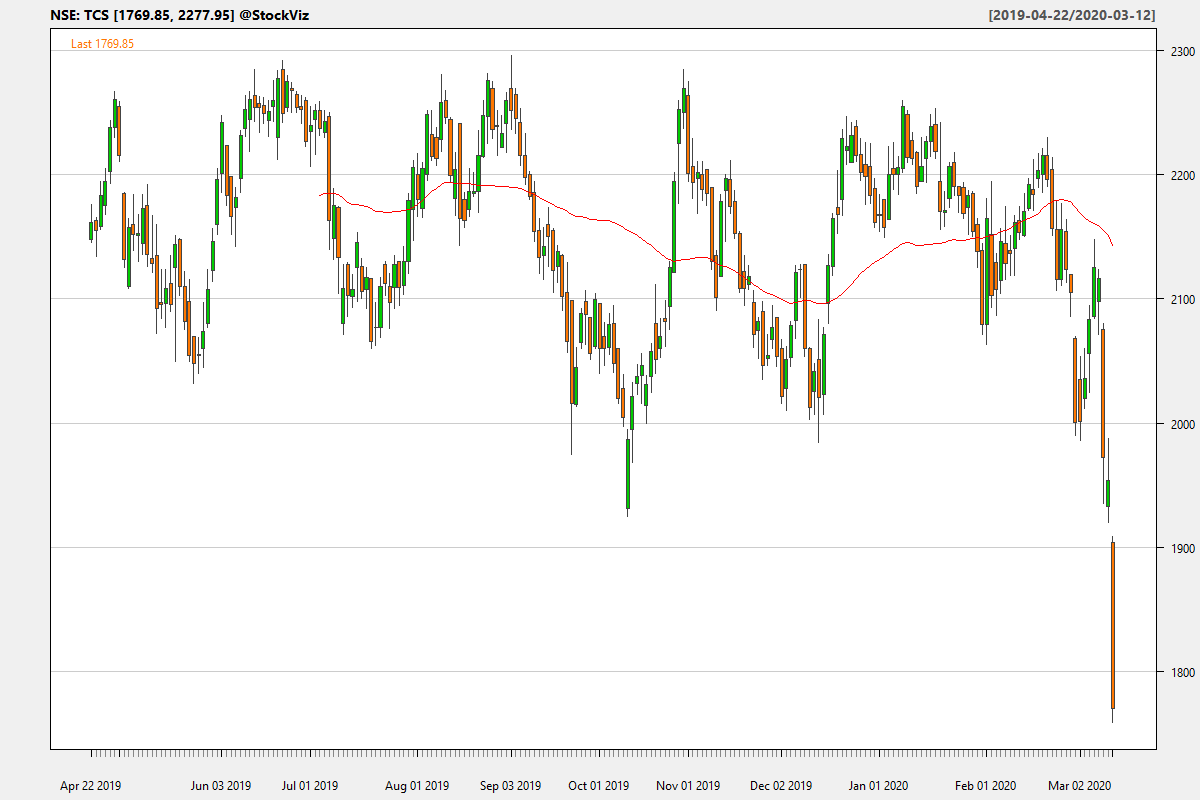 NSE: TCS [1769.85, 2277.95] @StockViz
[2019-04-22/2020-03-12]
Last 1769.85
2300
2200
2100
2000
1900
1800
Apr 22 2019 Jun 03 2019 Jul 01 2019 Aug 01 2019 Sep 03 2019 Oct 01 2019 Nov 01 2019 Dec 02 2019 Jan 01 2020 Feb 01 2020 Mar 02 2020